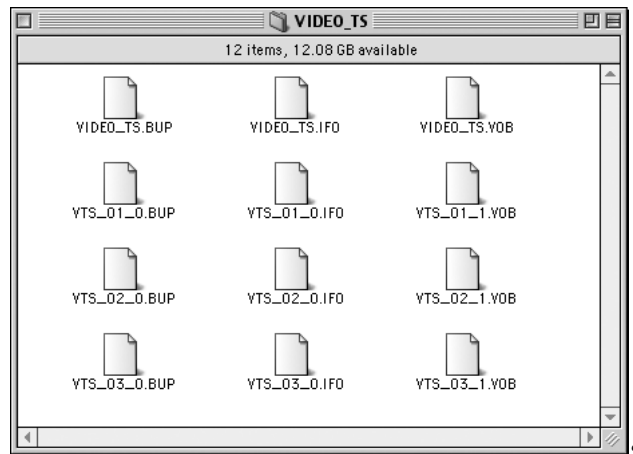 VIDEO_TS
12 items, 12.08 GB available
VIDEO_TS.BUP VIDEO_TS.IFO VIDEO_TS.VOB
VTS_01_0.BUP VTS_01_0.IFO VTS_01_1.VOB
VTS_02_0.BUP VTS_02_0.IFO VTS_02_1.VOB
VTS_03_0.BUP VTS_03_0.IFO VTS_03_1.VOB